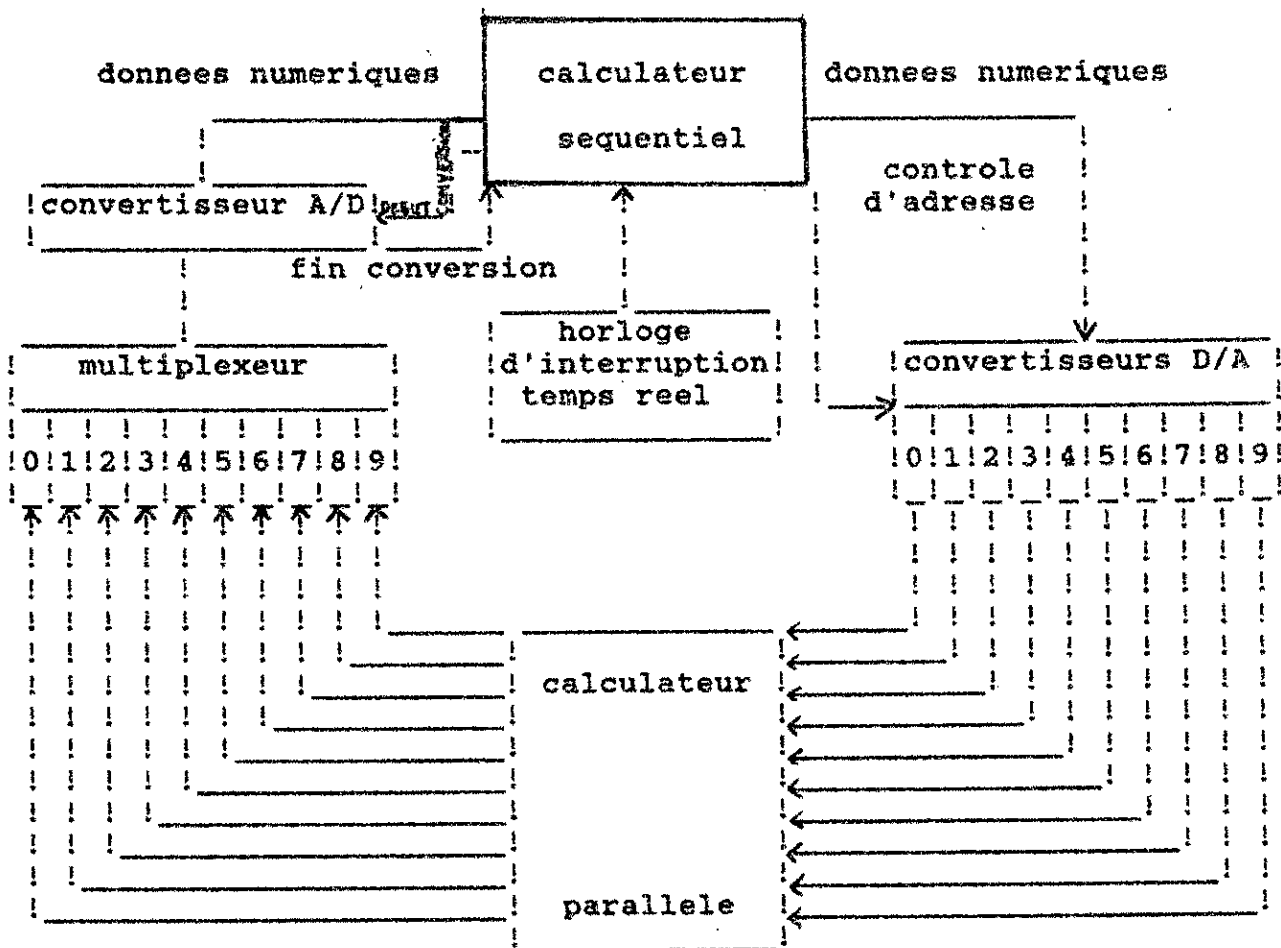 donnees numeriques
calculateur
sequentiel
donnees numeriques
controle
d'adresse
convertisseur A/D
DEBUT
CONVERSION
fin conversion
horloge
d'interruption
temps reel
multiplexeur
convertisseurs D/A
0 1 2 3 4 5 6 7 8 9
0 1 2 3 4 5 6 7 8 9
calculateur
parallele